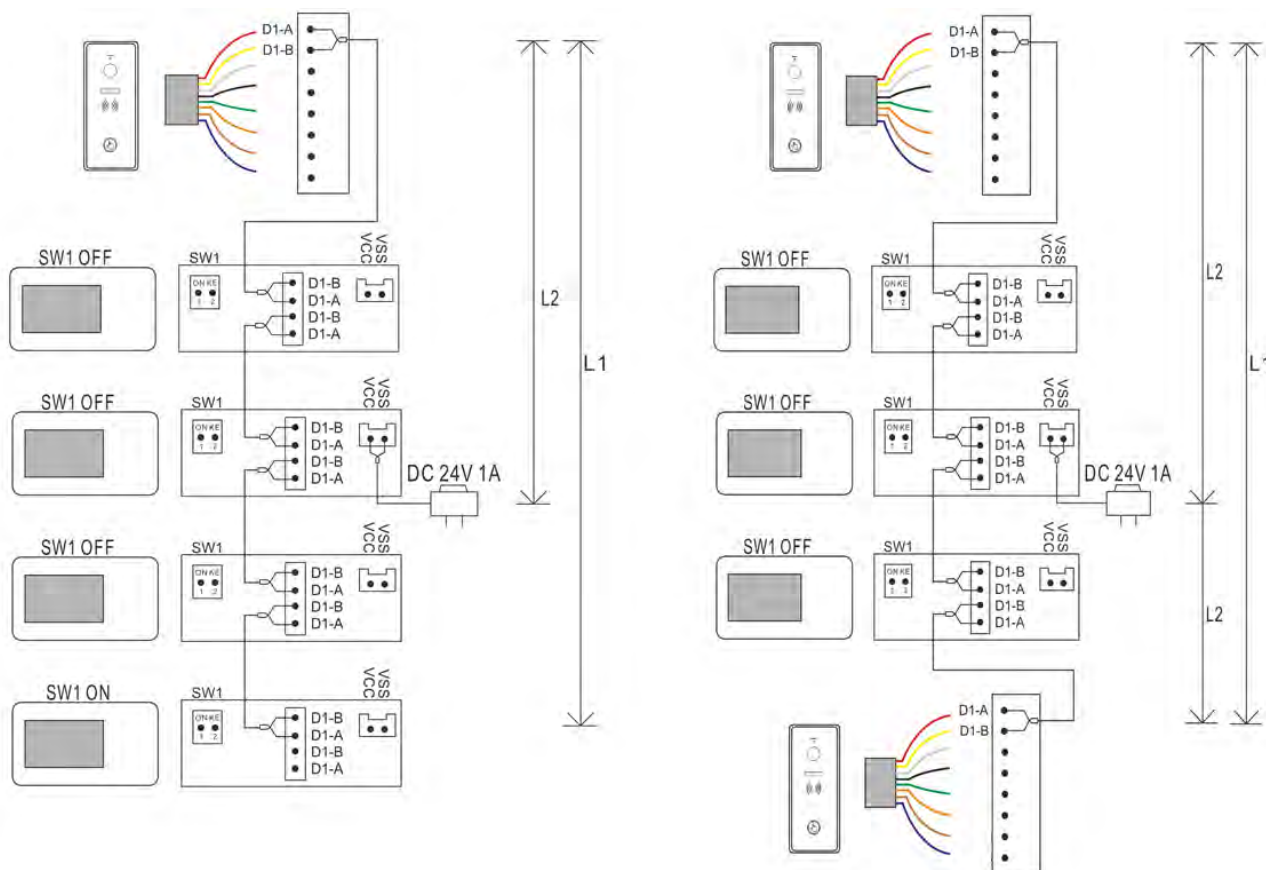 D1-A
D1-B
SW1 OFF
SW1
VCC
VSS
ON KE
1 2
D1-B
D1-A
D1-B
D1-A
SW1 OFF
SW1
VCC
VSS
ON KE
1 2
D1-B
D1-A
D1-B
D1-A
DC 24V 1A
SW1 OFF
SW1
VCC
VSS
ON KE
1 2
D1-B
D1-A
D1-B
D1-A
SW1 ON
SW1
VCC
VSS
ON KE
1 2
D1-B
D1-A
D1-B
D1-A
L2
L1
D1-A
D1-B
SW1 OFF
SW1
VCC
VSS
ON KE
1 2
D1-B
D1-A
D1-B
D1-A
SW1 OFF
SW1
VCC
VSS
ON KE
1 2
D1-B
D1-A
D1-B
D1-A
DC 24V 1A
SW1 OFF
SW1
VCC
VSS
ON KE
1 2
D1-B
D1-A
D1-B
D1-A
D1-A
D1-B
L2
L2
L1